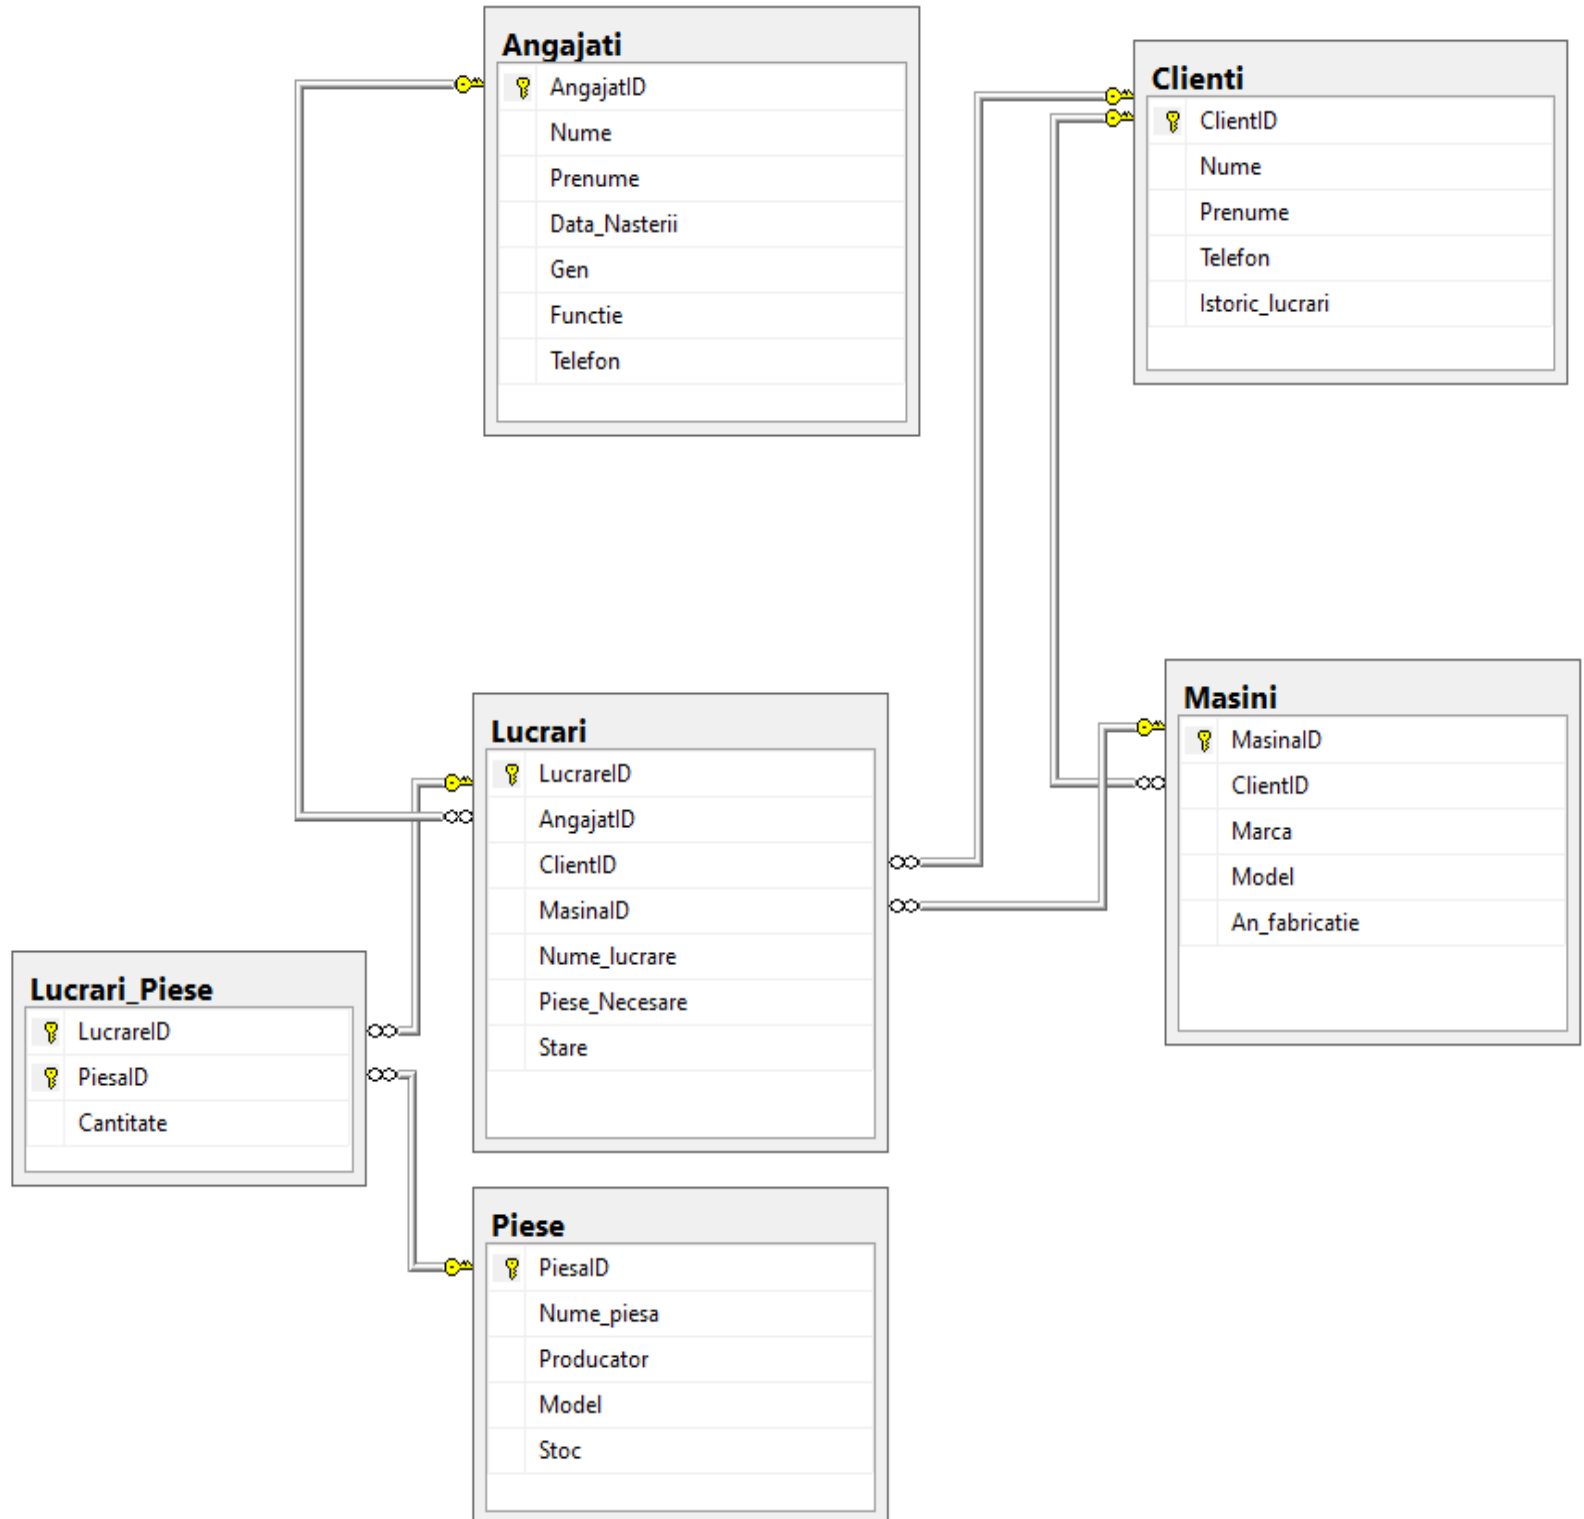 Angajati
AngajatID
Nume
Prenume
Data_Nasterii
Gen
Functie
Telefon
Clienti
ClientID
Nume
Prenume
Telefon
Istoric_lucrari
Lucrari
LucrareID
AngajatID
ClientID
MasinaID
Nume_lucrare
Piese_Necesare
Stare
Masini
MasinaID
ClientID
Marca
Model
An_fabricatie
Lucrari_Piese
LucrareID
PiesaID
Cantitate
Piese
PiesaID
Nume_piesa
Producator
Model
Stoc